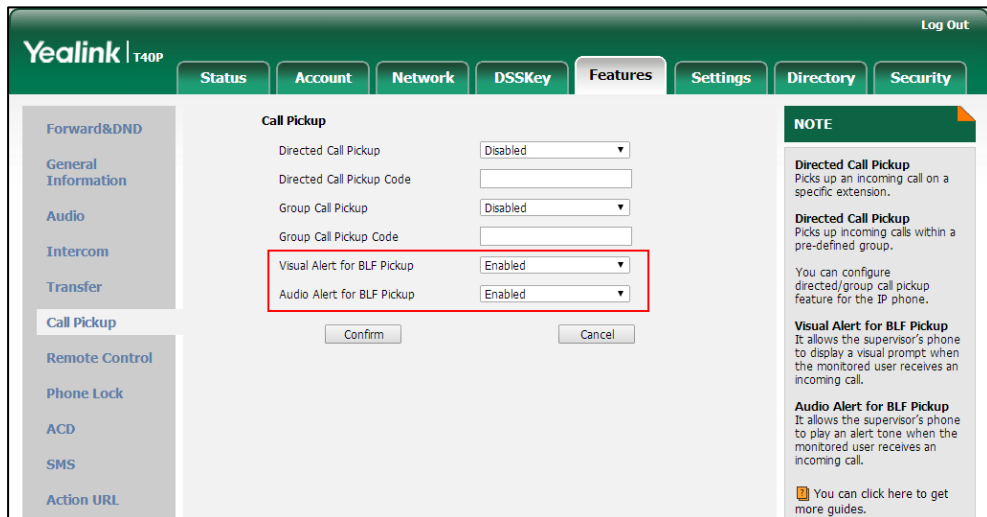 Log Out
Yealink | T40P
Status Account Network DSSKey Features Settings Directory Security
Forward&DND
General
Information
Audio
Intercom
Transfer
Call Pickup
Remote Control
Phone Lock
ACD
SMS
Action URL
Call Pickup
Directed Call Pickup Disabled
Directed Call Pickup Code
Group Call Pickup Disabled
Group Call Pickup Code
Visual Alert for BLF Pickup Enabled
Audio Alert for BLF Pickup Enabled
Confirm Cancel
NOTE
Directed Call Pickup
Picks up an incoming call on a
specific extension.
Directed Call Pickup
Picks up incoming calls within a
pre-defined group.
You can configure
directed/group call pickup
feature for the IP phone.
Visual Alert for BLF Pickup
It allows the supervisor's phone
to display a visual prompt when
the monitored user receives an
incoming call.
Audio Alert for BLF Pickup
It allows the supervisor's phone
to play an alert tone when the
monitored user receives an
incoming call.
You can click here to get
more guides.